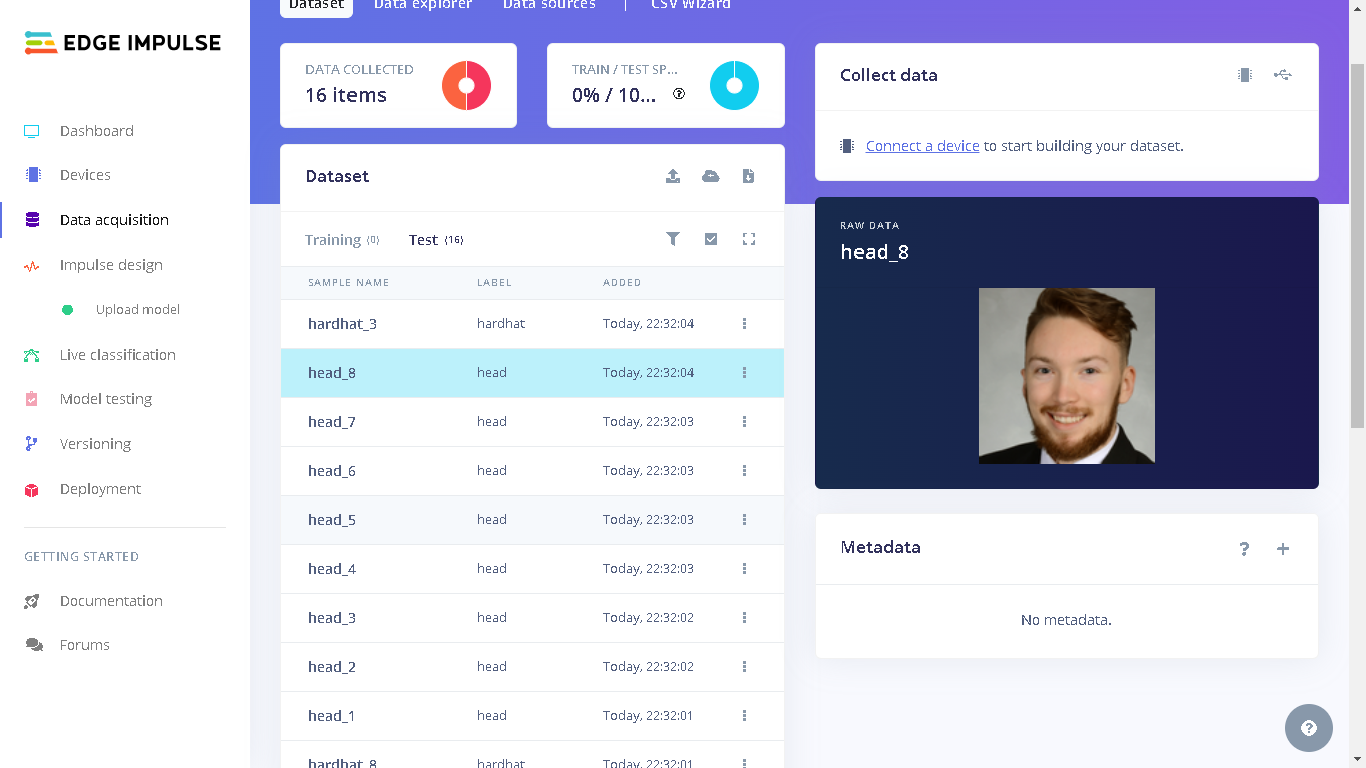 Dataset Data explorer Data sources | CSV Wizard
EDGE IMPULSE
Dashboard
Devices
Data acquisition
Impulse design
Upload model
Live classification
Model testing
Versioning
Deployment
GETTING STARTED
Documentation
Forums
DATA COLLECTED
16 items
TRAIN / TEST SP...
0% / 10...
Collect data
Connect a device to start building your dataset.
Dataset
Training (0) Test (16)
SAMPLE NAME LABEL ADDED
hardhat_3 hardhat Today, 22:32:04
head_8 head Today, 22:32:04
head_7 head Today, 22:32:03
head_6 head Today, 22:32:03
head_5 head Today, 22:32:03
head_4 head Today, 22:32:03
head_3 head Today, 22:32:02
head_2 head Today, 22:32:02
head_1 head Today, 22:32:01
hardhat_8 hardhat Today, 22:32:01
RAW DATA
head_8
Metadata
No metadata.